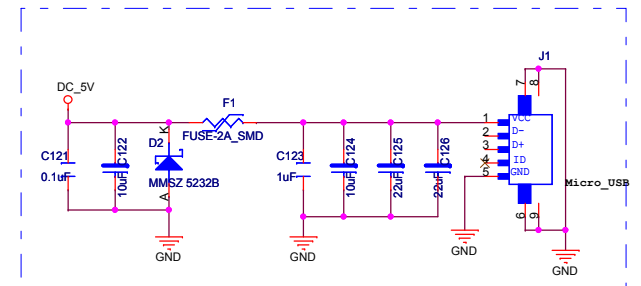 J1
DC_5V
F1
FUSE-2A_SMD
C121
0.1uF
C122
10uF
D2
K
A
MMSZ 5232B
C123
1uF
C124
10uF
C125
22uF
C126
22uF
7
8
1
VCC
2
D-
3
D+
4
ID
5
GND
Micro_USB
6
9
GND
GND
GND
GND